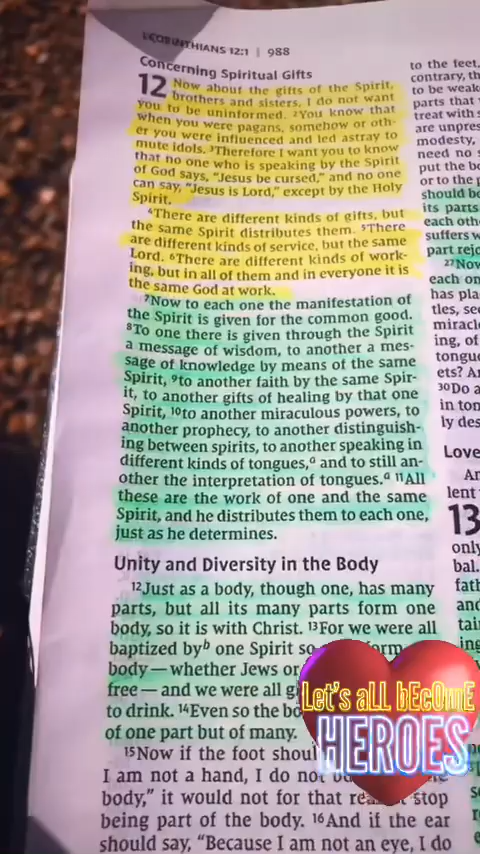 1 CORINTHIANS 12:1 | 988
Concerning Spiritual Gifts
12 Now about the gifts of the Spirit,
brothers and sisters, I do not want
you to be uninformed. ²You know that
when you were pagans, somehow or oth-
er you were influenced and led astray to
mute idols. ³Therefore I want you to know
that no one who is speaking by the Spirit
of God says, “Jesus be cursed,” and no one
can say, “Jesus is Lord,” except by the Holy
Spirit.
⁴There are different kinds of gifts, but
the same Spirit distributes them. ⁵There
are different kinds of service, but the same
Lord. ⁶There are different kinds of work-
ing, but in all of them and in everyone it is
the same God at work.
⁷Now to each one the manifestation of
the Spirit is given for the common good.
⁸To one there is given through the Spirit
a message of wisdom, to another a mes-
sage of knowledge by means of the same
Spirit, ⁹to another faith by the same Spir-
it, to another gifts of healing by that one
Spirit, ¹⁰to another miraculous powers, to
another prophecy, to another distinguish-
ing between spirits, to another speaking in
different kinds of tongues,ᵃ and to still an-
other the interpretation of tongues.ᵃ ¹¹All
these are the work of one and the same
Spirit, and he distributes them to each one,
just as he determines.
Unity and Diversity in the Body
¹²Just as a body, though one, has many
parts, but all its many parts form one
body, so it is with Christ. ¹³For we were all
baptized byᵇ one Spirit so form
body — whether Jews or
free — and we were all g
to drink. ¹⁴Even so the bo
of one part but of many.
¹⁵Now if the foot shoul
I am not a hand, I do not
body,” it would not for that stop
being part of the body. ¹⁶And if the ear
should say, “Because I am not an eye, I do
to the feet,
contrary, th
to be weak
parts that
treat with s
are unpres
modesty,
need no s
put the bo
or to the p
should be
its parts
each oth
suffers w
part rejo
²⁷Now
each on
has pla
tles, sec
miracl
ing, of
tongue
ets? Ar
³⁰Do a
in ton
ly des
Love
An
lent
13
only
bal.
fath
and
tai
ing
Let's aLL bEcOmE
HEROES